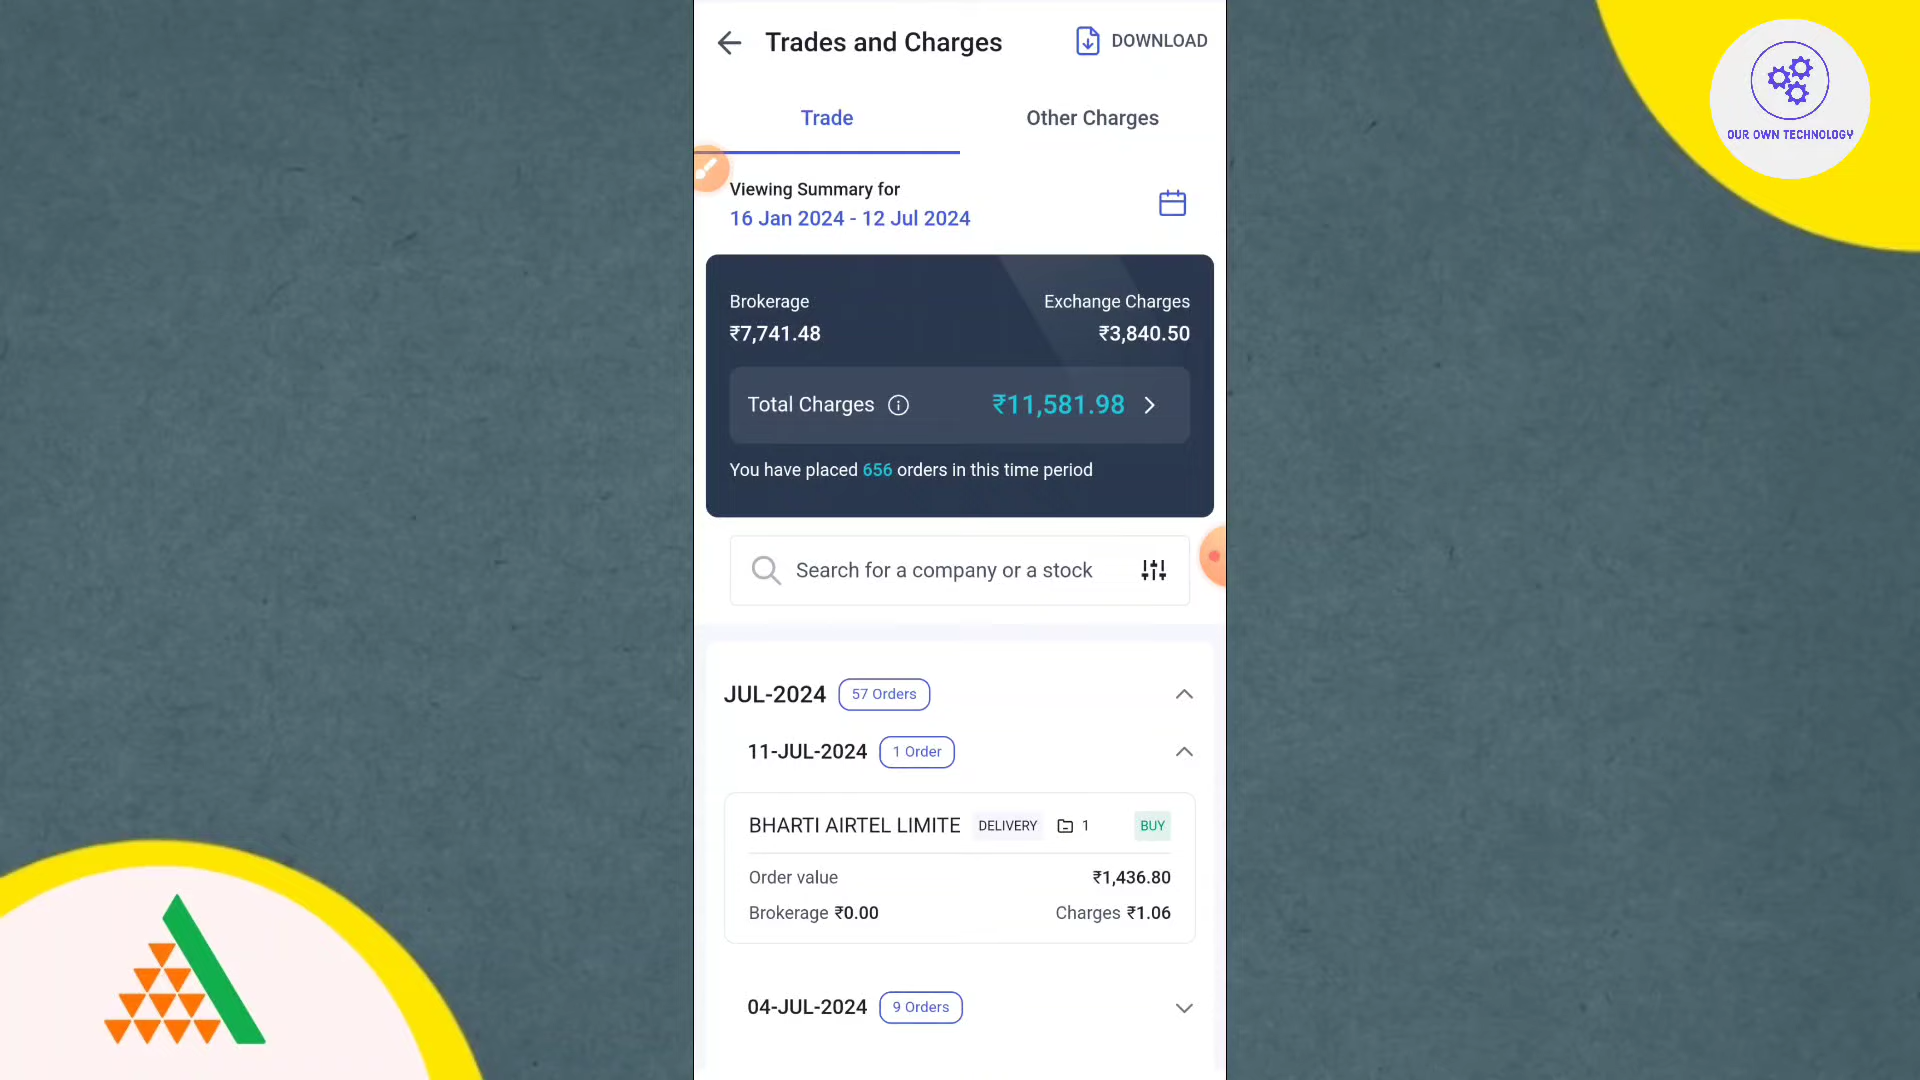 Trades and Charges
DOWNLOAD
OUR OWN TECHNOLOGY
Trade
Other Charges
Viewing Summary for
16 Jan 2024 - 12 Jul 2024
Brokerage
Exchange Charges
₹7,741.48
₹3,840.50
Total Charges
₹11,581.98
You have placed 656 orders in this time period
Search for a company or a stock
JUL-2024
57 Orders
11-JUL-2024
1 Order
BHARTI AIRTEL LIMITE
DELIVERY
1
BUY
Order value
₹1,436.80
Brokerage ₹0.00
Charges ₹1.06
04-JUL-2024
9 Orders